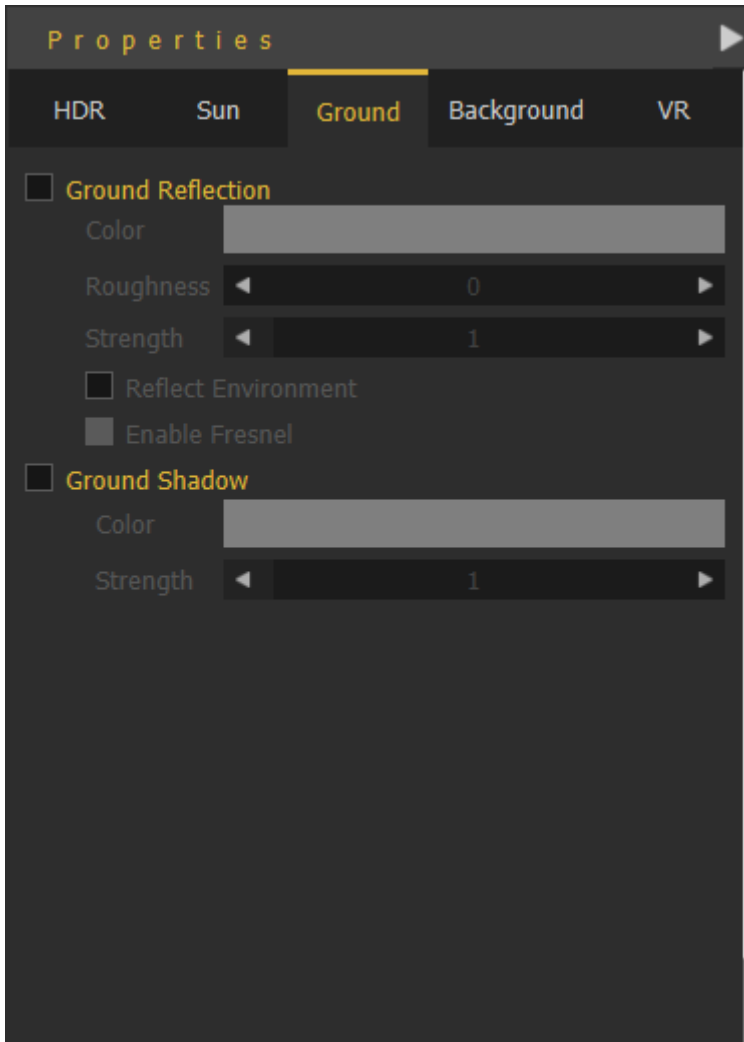 Properties
HDR Sun Ground Background VR
Ground Reflection
Color
Roughness 0
Strength 1
Reflect Environment
Enable Fresnel
Ground Shadow
Color
Strength 1